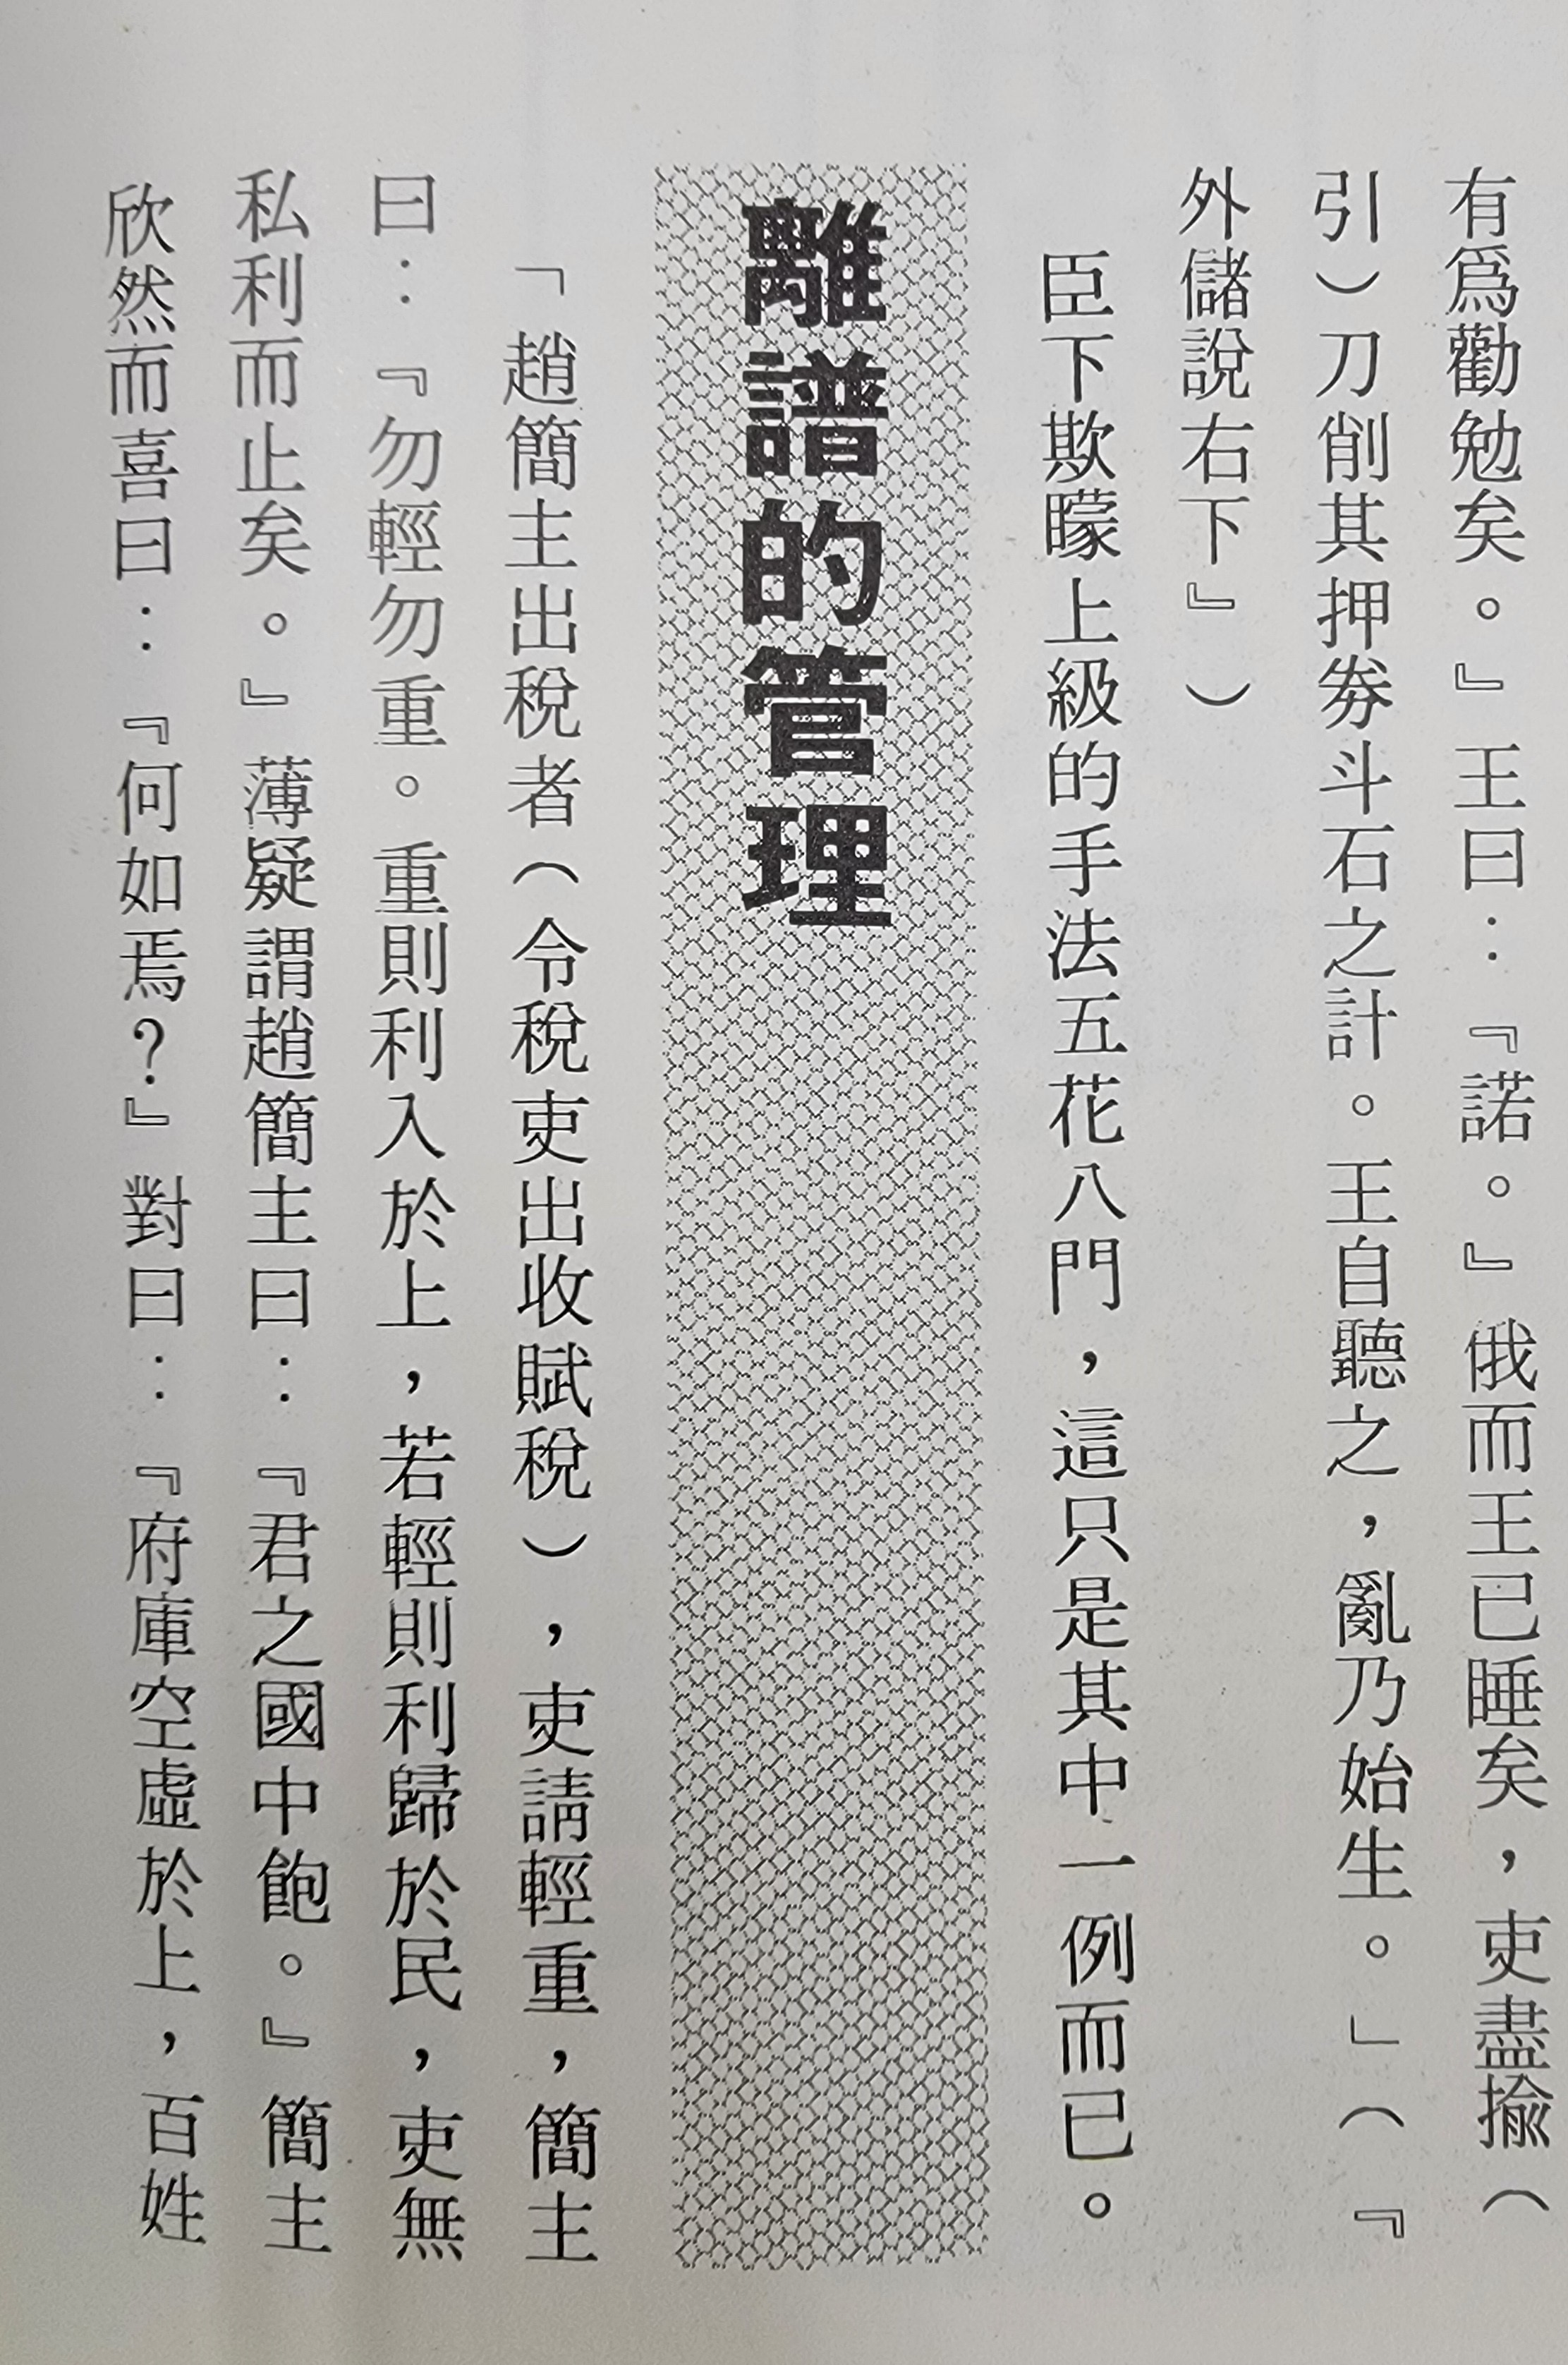 有爲勸勉矣。』王曰：『諾。』俄而王已睡矣，吏盡揄（
引）刀削其押券斗石之計。王自聽之，亂乃始生。」（『
外儲說右下』）
臣下欺矇上級的手法五花八門，這只是其中一例而已。
離譜的管理
「趙簡主出稅者（令稅吏出收賦稅），吏請輕重，簡主
曰：『勿輕勿重。重則利入於上，若輕則利歸於民，吏無
私利而止矣。』薄疑謂趙簡主曰：『君之國中飽。』簡主
欣然而喜曰：『何如焉？』對曰：『府庫空虛於上，百姓